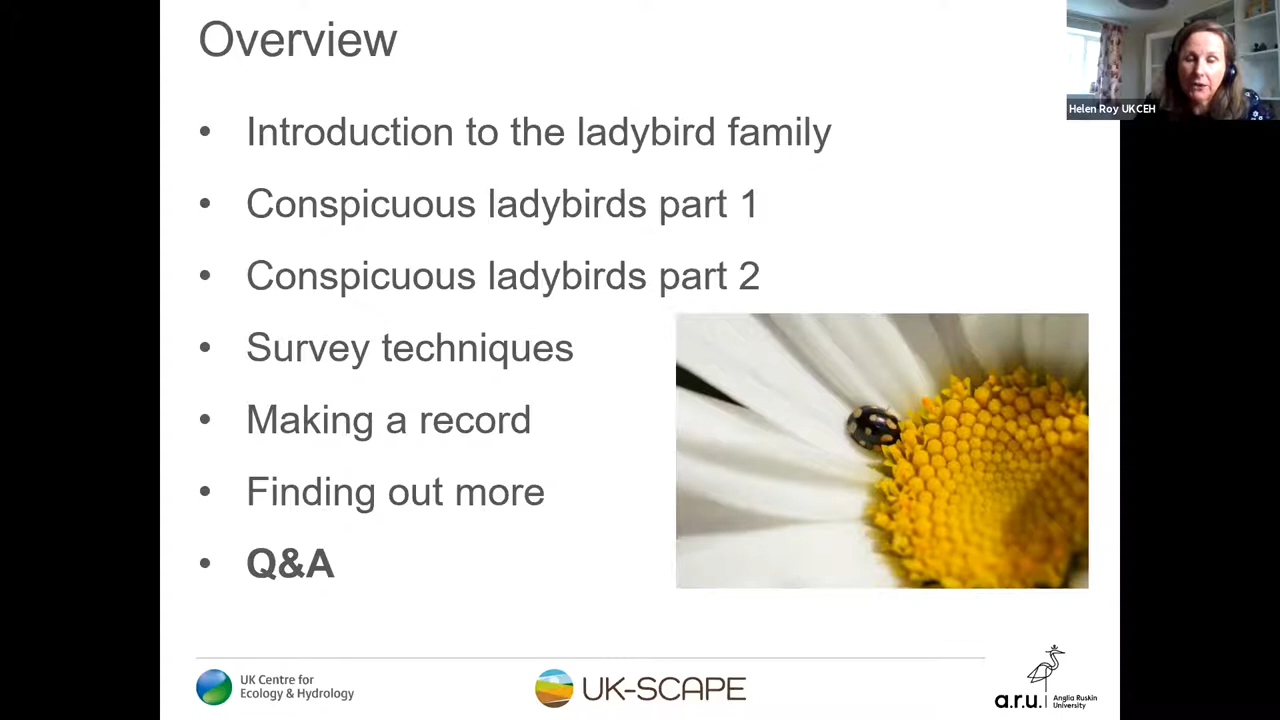 Overview
Helen Roy UKCEH
• Introduction to the ladybird family
• Conspicuous ladybirds part 1
• Conspicuous ladybirds part 2
• Survey techniques
• Making a record
• Finding out more
• Q&A
UK Centre for
Ecology & Hydrology
UK-SCAPE
a.r.u.
Anglia Ruskin
University